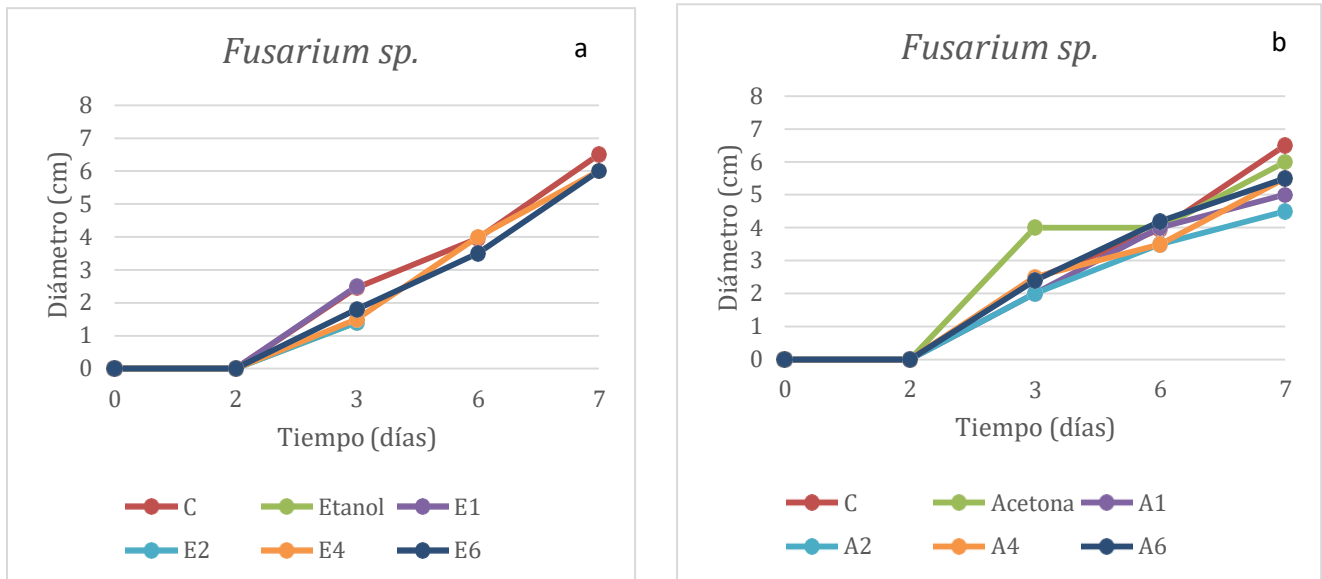 Fusarium sp.
a
8
7
6
5
4
3
2
1
0
Diámetro (cm)
0 2 3 6 7
Tiempo (días)
C Etanol E1
E2 E4 E6
Fusarium sp.
b
8
7
6
5
4
3
2
1
0
Diámetro (cm)
0 2 3 6 7
Tiempo (días)
C Acetona A1
A2 A4 A6